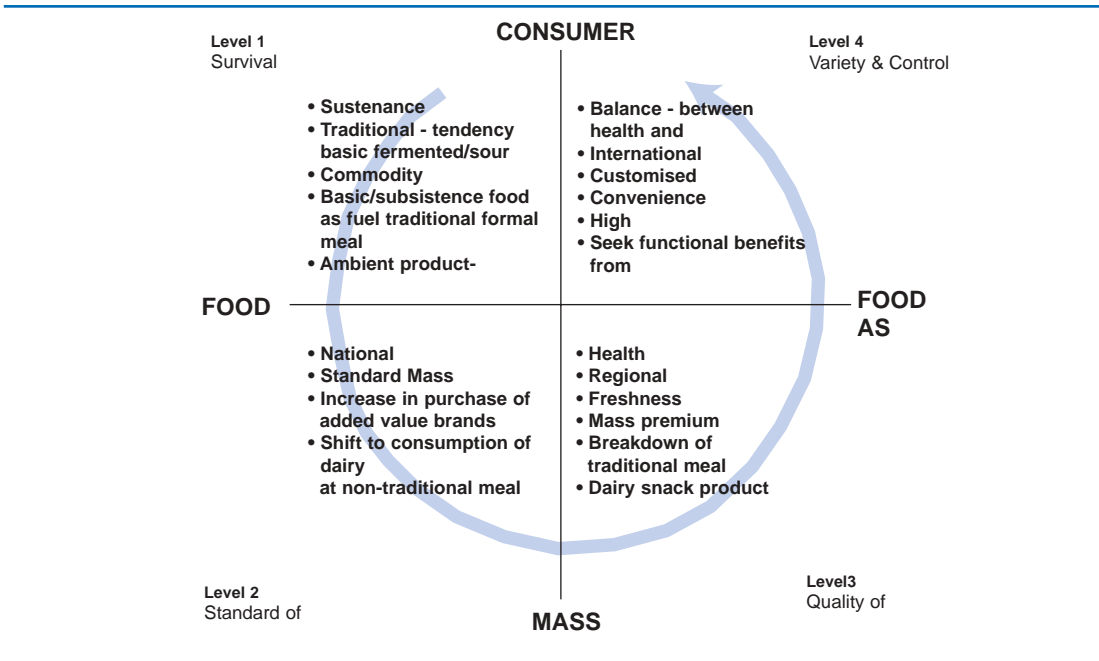 CONSUMER
Level 1
Survival
Level 4
Variety & Control
• Sustenance
• Traditional - tendency
basic fermented/sour
• Commodity
• Basic/subsistence food
as fuel traditional formal
meal
• Ambient product-
• Balance - between
health and
• International
• Customised
• Convenience
• High
• Seek functional benefits
from
FOOD
FOOD
AS
• National
• Standard Mass
• Increase in purchase of
added value brands
• Shift to consumption of
dairy
at non-traditional meal
• Health
• Regional
• Freshness
• Mass premium
• Breakdown of
traditional meal
• Dairy snack product
Level 2
Standard of
Level3
Quality of
MASS